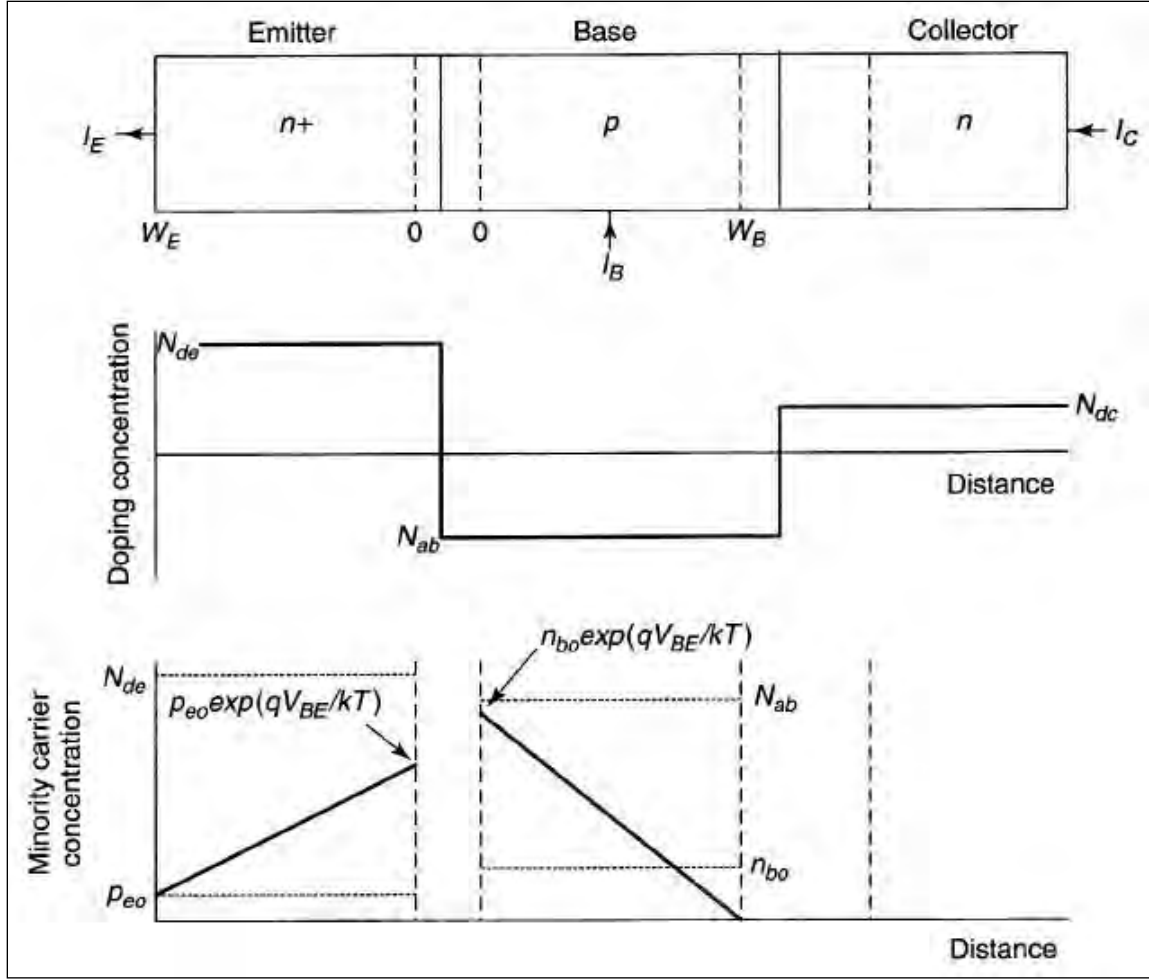 Emitter Base Collector
n+ p n
I_E I_C
W_E 0 0 W_B
I_B
Doping concentration
N_de
N_dc
Distance
N_ab
Minority carrier
concentration
n_bo exp(qV_BE/kT)
N_de
N_ab
p_eo exp(qV_BE/kT)
n_bo
p_eo
Distance